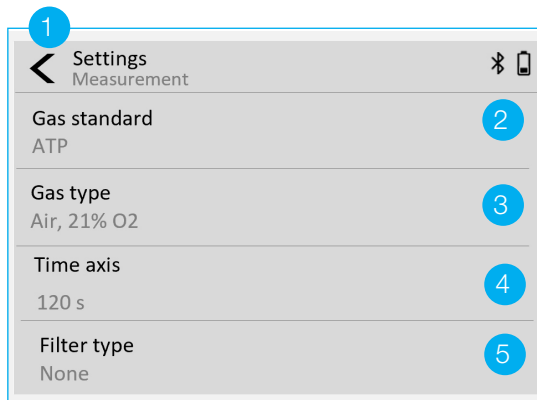 1
Settings
Measurement
Gas standard
ATP
2
Gas type
Air, 21% O2
3
Time axis
120 s
4
Filter type
None
5